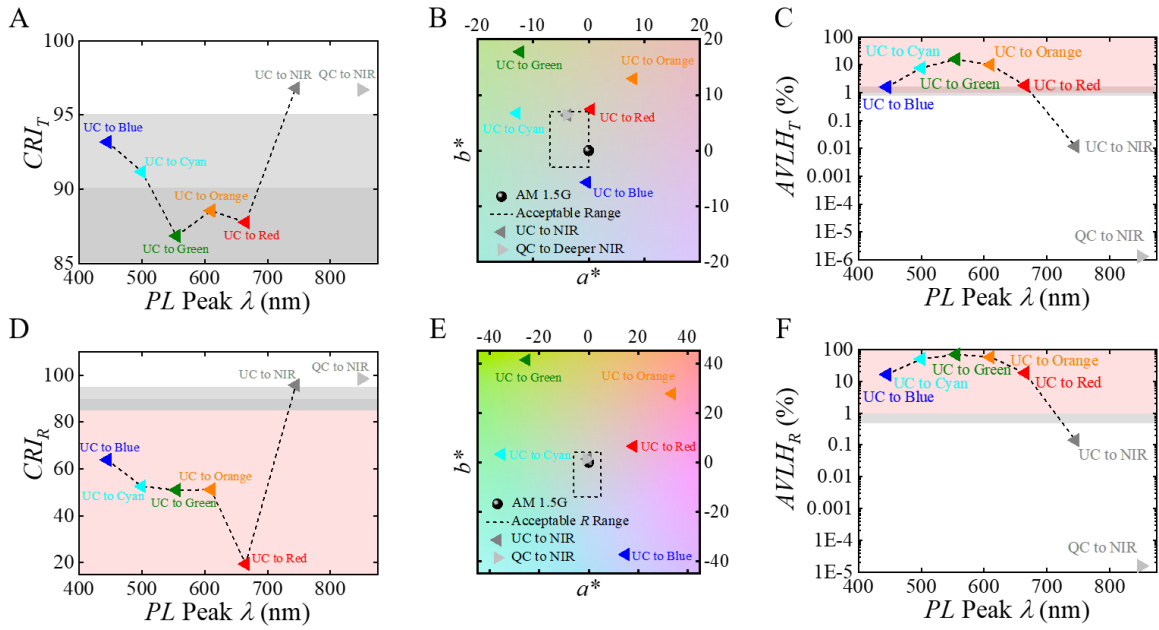 A
100
95
90
85
CRI_T
UC to Blue
UC to Cyan
UC to Green
UC to Orange
UC to Red
UC to NIR
QC to NIR
400 500 600 700 800
PL Peak λ (nm)
B
-20 -10 0 10 20
20
10
0
-10
-20
b*
UC to Green
UC to Orange
UC to Cyan
UC to Red
UC to Blue
AM 1.5G
Acceptable Range
UC to NIR
QC to Deeper NIR
a*
C
100
10
1
0.1
0.01
0.001
1E-4
1E-5
1E-6
AVLH_T (%)
UC to Cyan
UC to Orange
UC to Green
UC to Red
UC to Blue
UC to NIR
QC to NIR
400 500 600 700 800
PL Peak λ (nm)
D
100
80
60
40
20
CRI_R
UC to NIR
QC to NIR
UC to Blue
UC to Orange
UC to Cyan
UC to Green
UC to Red
400 500 600 700 800
PL Peak λ (nm)
E
-40 -20 0 20 40
40
20
0
-20
-40
b*
UC to Green
UC to Orange
UC to Cyan
UC to Red
AM 1.5G
Acceptable R Range
UC to NIR
QC to NIR
UC to Blue
a*
F
100
10
1
0.1
0.01
0.001
1E-4
1E-5
AVLH_R (%)
UC to Orange
UC to Cyan
UC to Red
UC to Green
UC to Blue
UC to NIR
QC to NIR
400 500 600 700 800
PL Peak λ (nm)